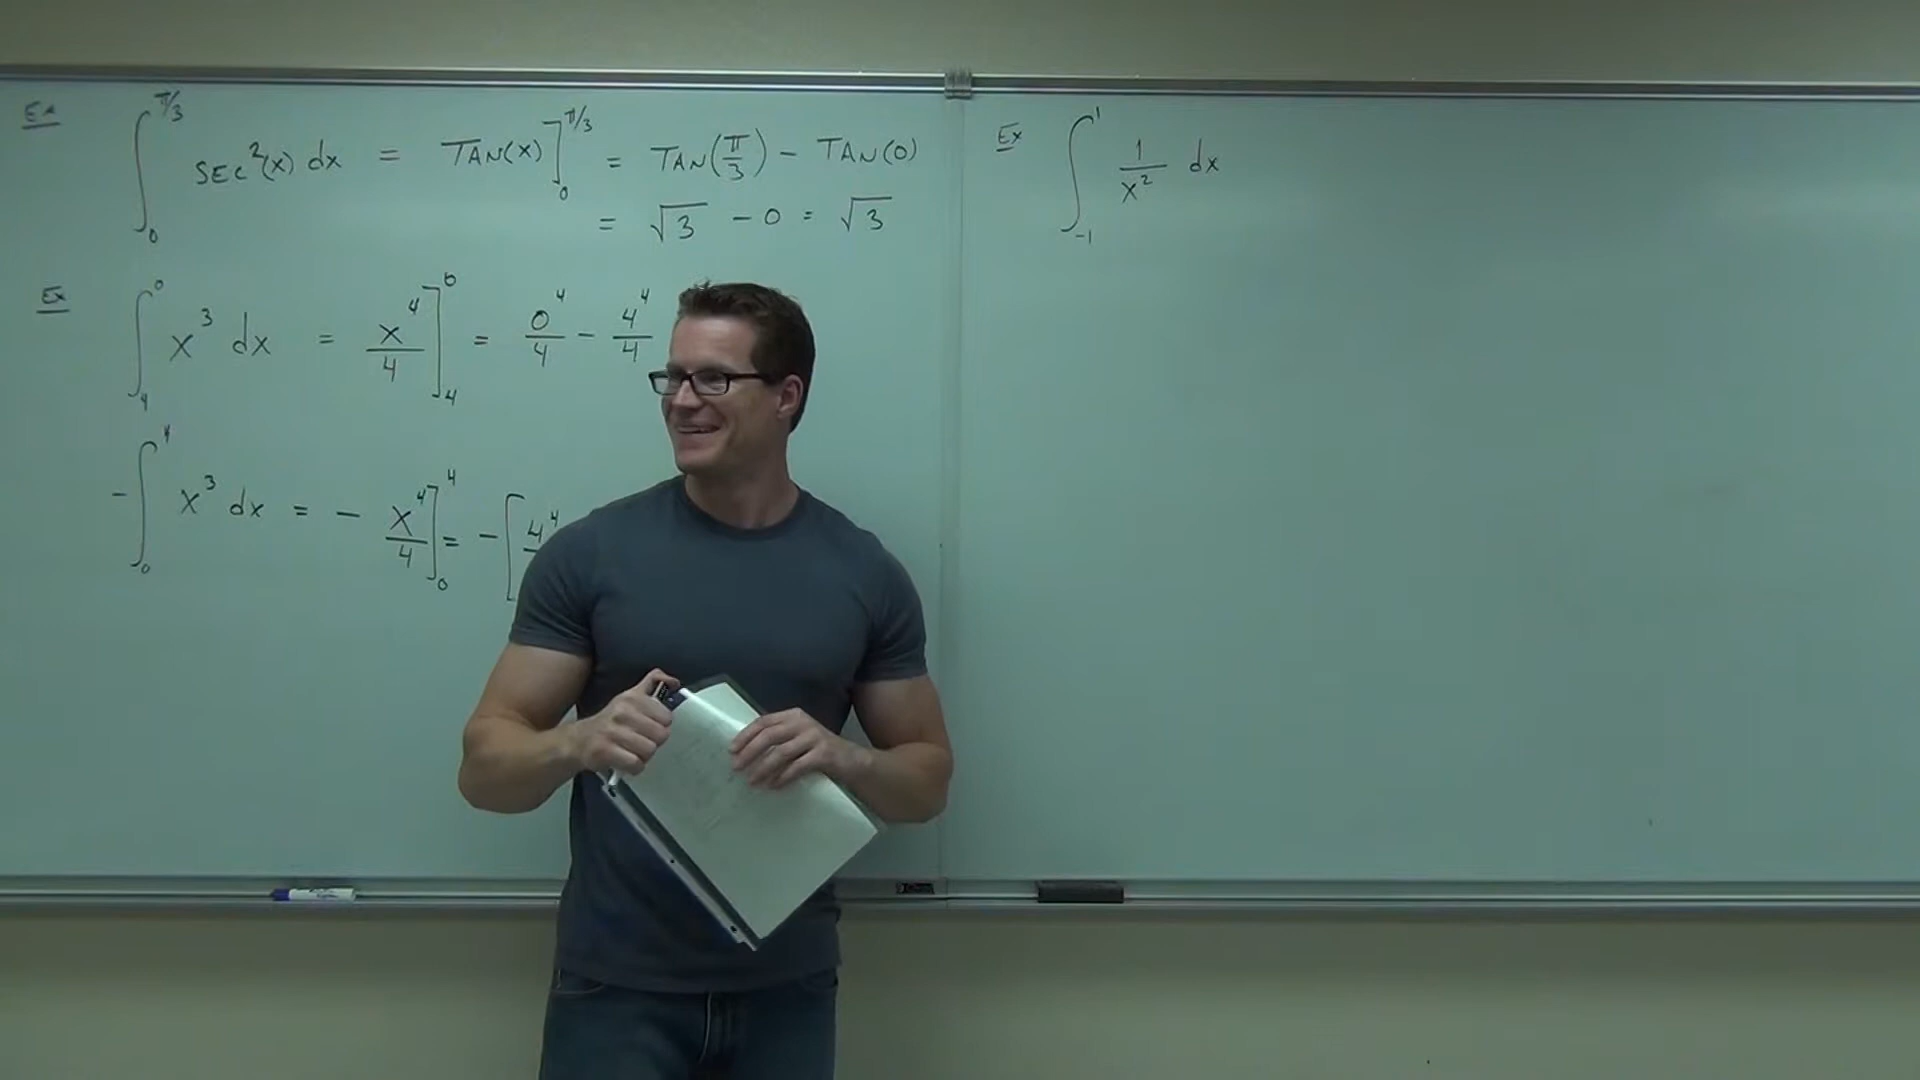 Ex ∫₀^π/3 SEC²(x) dx = TAN(x)]₀^π/3 = TAN(π/3) - TAN(0)
= √3 - 0 = √3
Ex ∫₄⁰ x³ dx = x⁴/4]₄⁰ = 0⁴/4 - 4⁴/4
-∫₀⁴ x³ dx = - x⁴/4]₀⁴ = -[4⁴
Ex ∫₋₁¹ 1/x² dx